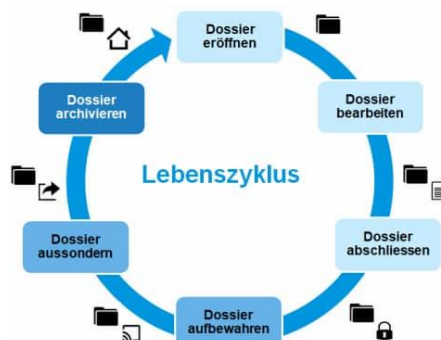 Dossier
eröffnen
Dossier
bearbeiten
Dossier
abschliessen
Dossier
aufbewahren
Dossier
aussondern
Dossier
archivieren
Lebenszyklus